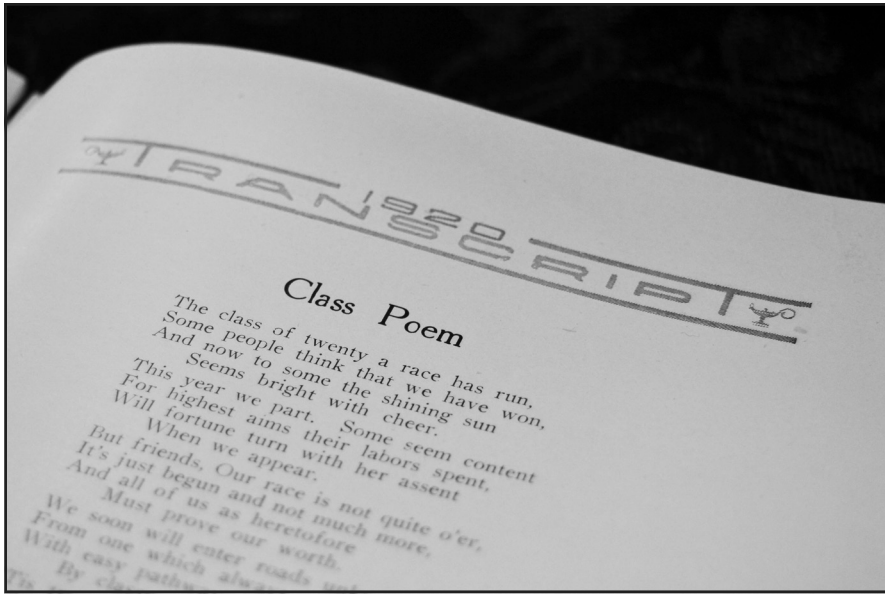 1920
TRANSCRIPT
Class Poem
The class of twenty a race has run,
Some people think that we have won,
And now to some the shining sun
Seems bright with cheer.
This year we part. Some seem content
For highest aims their labors spent,
Will fortune turn with her assent
When we appear.
But friends, Our race is not quite o'er,
It's just begun and not much more,
And all of us as heretofore
Must prove our worth.
We soon will enter roads
From one which always
With easy
By